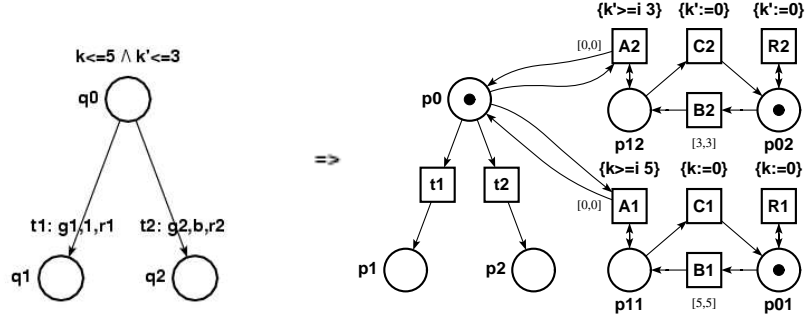 k<=5 ∧ k'<=3
q0
t1: g1,1,r1
t2: g2,b,r2
q1
q2
=>
{k'>=i 3}
{k':=0}
{k':=0}
[0,0]
A2
C2
R2
p0
B2
p12
[3,3]
p02
{k>=i 5}
{k:=0}
{k:=0}
t1
t2
[0,0]
A1
C1
R1
p1
p2
B1
p11
[5,5]
p01